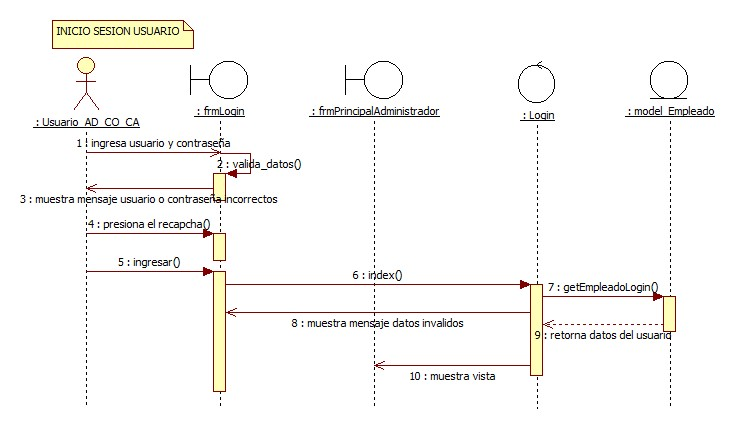 INICIO SESION USUARIO
: Usuario_AD_CO_CA
: frmLogin
: frmPrincipalAdministrador
: Login
: model_Empleado
1 : ingresa usuario y contraseña
2 : valida_datos()
3 : muestra mensaje usuario o contraseña incorrectos
4 : presiona el recapcha()
5 : ingresar()
6 : index()
7 : getEmpleadoLogin()
8 : muestra mensaje datos invalidos
9 : retorna datos del usuario
10 : muestra vista